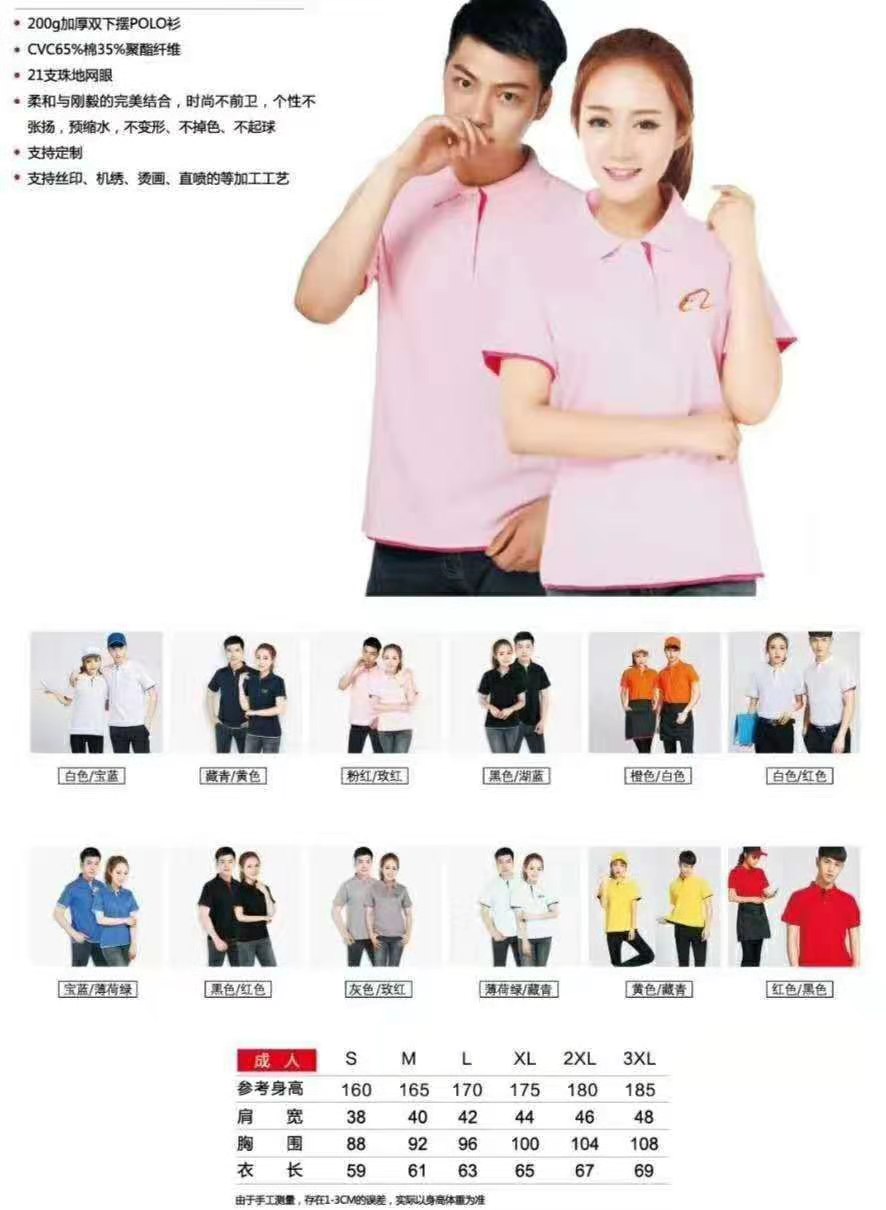 200g加厚双下摆POLO衫
CVC65%棉35%聚酯纤维
21支珠地网眼
柔和与刚毅的完美结合，时尚不前卫，个性不
张扬，预缩水，不变形、不掉色、不起球
支持定制
支持丝印、机绣、烫画、直喷的等加工工艺
白色/宝蓝 藏青/黄色 粉红/玫红 黑色/湖蓝 橙色/白色 白色/红色
宝蓝/薄荷绿 黑色/红色 灰色/玫红 薄荷绿/藏青 黄色/藏青 红色/黑色
成人 S M L XL 2XL 3XL
参考身高 160 165 170 175 180 185
肩宽 38 40 42 44 46 48
胸围 88 92 96 100 104 108
衣长 59 61 63 65 67 69
由于手工测量，存在1-3CM的误差，实际以身高体重为准